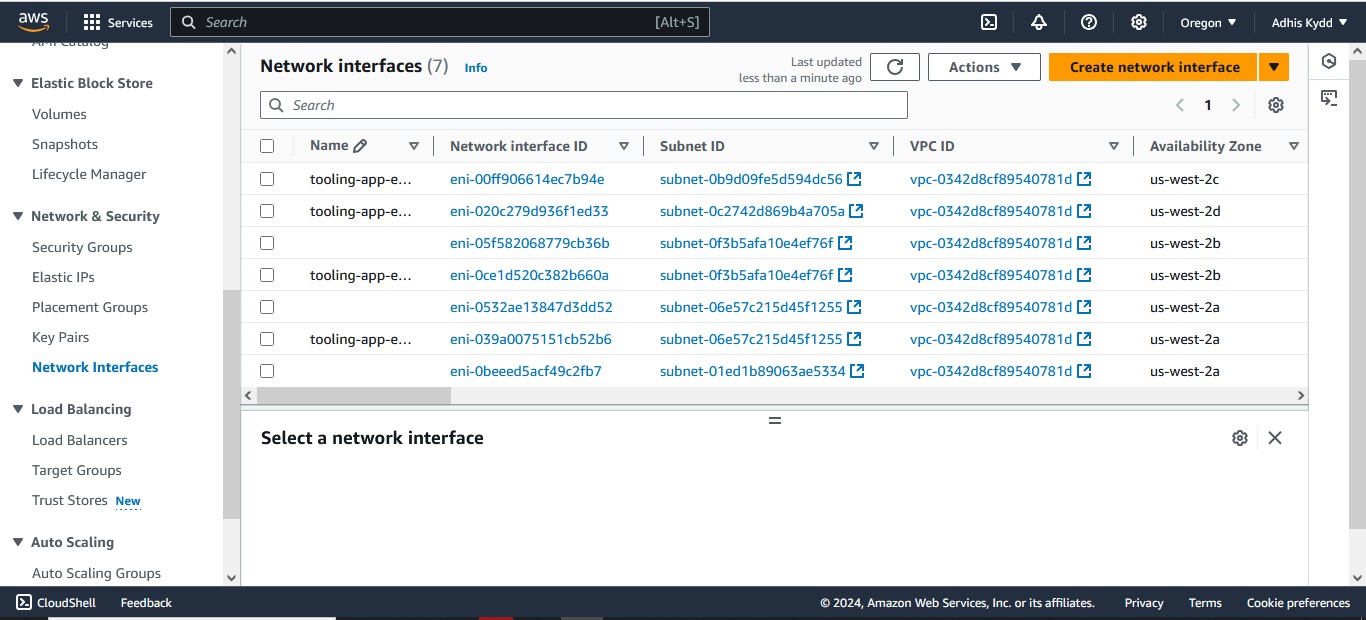 aws Services Search [Alt+S] Oregon Adhis Kydd
Elastic Block Store
Volumes
Snapshots
Lifecycle Manager
Network & Security
Security Groups
Elastic IPs
Placement Groups
Key Pairs
Network Interfaces
Load Balancing
Load Balancers
Target Groups
Trust Stores New
Auto Scaling
Auto Scaling Groups
Network interfaces (7) Info
Last updated
less than a minute ago
Actions
Create network interface
Search
1
Name Network interface ID Subnet ID VPC ID Availability Zone
tooling-app-e... eni-00ff906614ec7b94e subnet-0b9d09fe5d594dc56 vpc-0342d8cf89540781d us-west-2c
tooling-app-e... eni-020c279d936f1ed33 subnet-0c2742d869b4a705a vpc-0342d8cf89540781d us-west-2d
eni-05f582068779cb36b subnet-0f3b5afa10e4ef76f vpc-0342d8cf89540781d us-west-2b
tooling-app-e... eni-0ce1d520c382b660a subnet-0f3b5afa10e4ef76f vpc-0342d8cf89540781d us-west-2b
eni-0532ae13847d3dd52 subnet-06e57c215d45f1255 vpc-0342d8cf89540781d us-west-2a
tooling-app-e... eni-039a0075151cb52b6 subnet-06e57c215d45f1255 vpc-0342d8cf89540781d us-west-2a
eni-0beeed5acf49c2fb7 subnet-01ed1b89063ae5334 vpc-0342d8cf89540781d us-west-2a
Select a network interface
CloudShell Feedback © 2024, Amazon Web Services, Inc. or its affiliates. Privacy Terms Cookie preferences